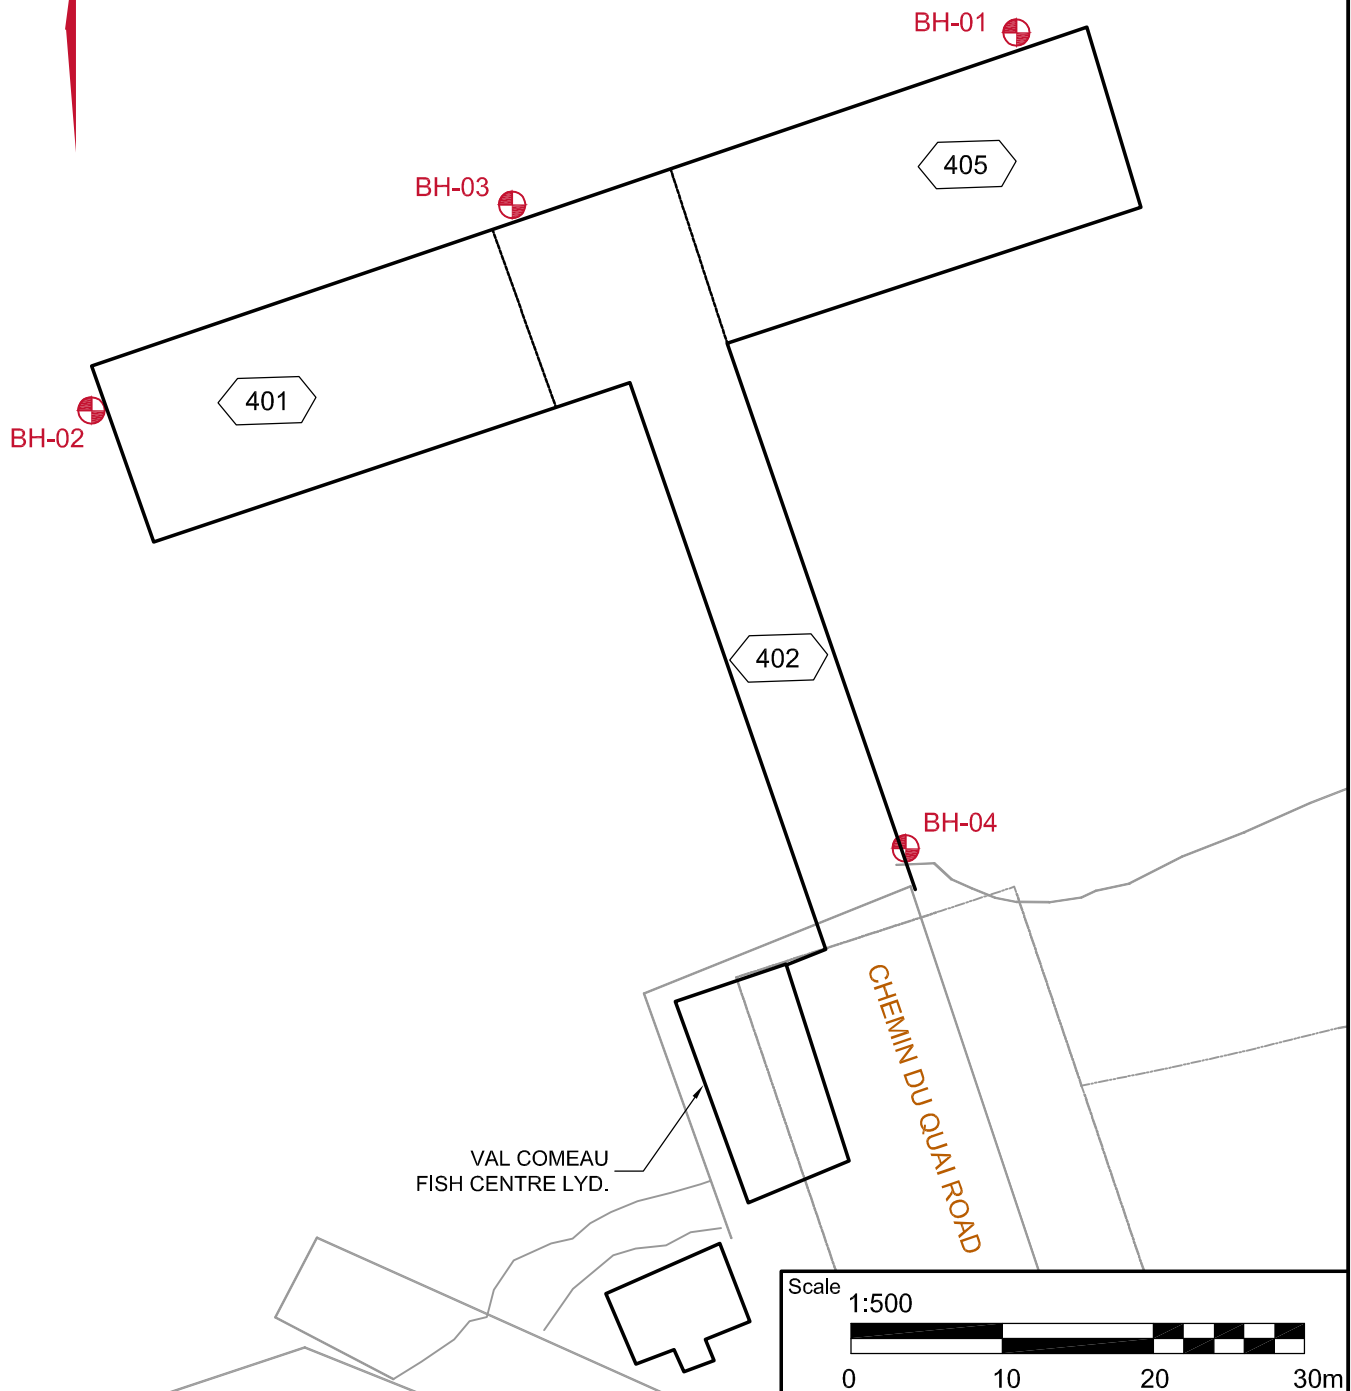 BH-01
405
BH-03
401
BH-02
402
BH-04
CHEMIN DU QUAI ROAD
VAL COMEAU
FISH CENTRE LYD.
Scale
1:500
0 10 20 30m